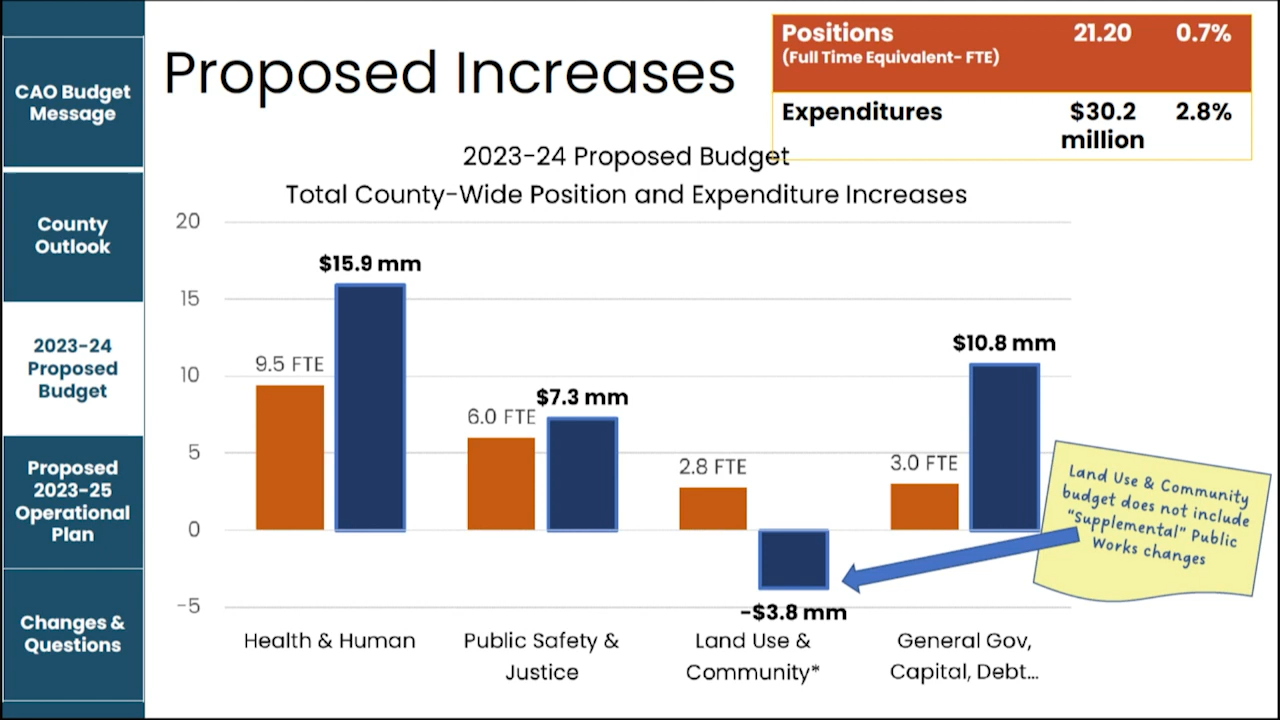 CAO Budget
Message
County
Outlook
2023-24
Proposed
Budget
Proposed
2023-25
Operational
Plan
Changes &
Questions
Proposed Increases
Positions 21.20 0.7%
(Full Time Equivalent- FTE)
Expenditures $30.2 2.8%
million
2023-24 Proposed Budget
Total County-Wide Position and Expenditure Increases
20
15
10
5
0
-5
9.5 FTE
$15.9 mm
6.0 FTE
$7.3 mm
2.8 FTE
-$3.8 mm
3.0 FTE
$10.8 mm
Health & Human
Public Safety &
Justice
Land Use &
Community*
General Gov,
Capital, Debt...
Land Use & Community
budget does not include
"Supplemental" Public
Works changes